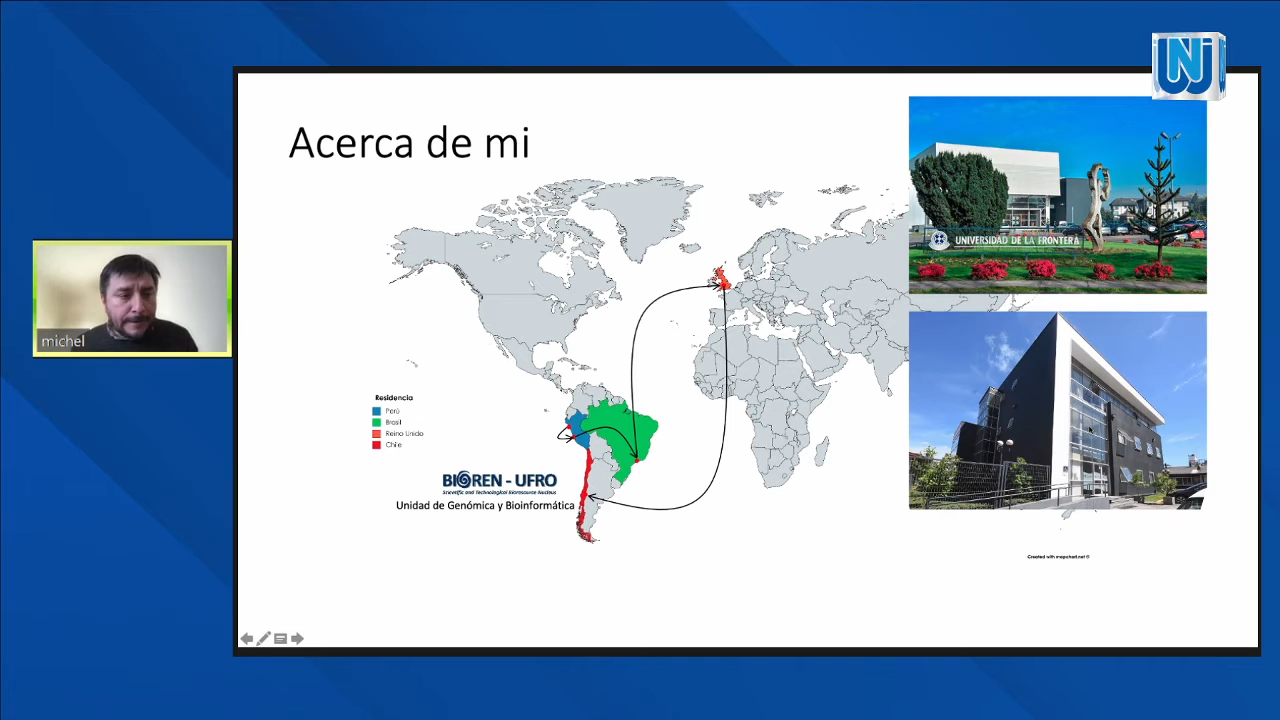 UNJ
Acerca de mi
UNIVERSIDAD DE LA FRONTERA
michel
Residencia
Perú
Brasil
Reino Unido
Chile
BIOREN - UFRO
Scientific and Technological Bioresource Nucleus
Unidad de Genómica y Bioinformática
Created with mapchart.net ©